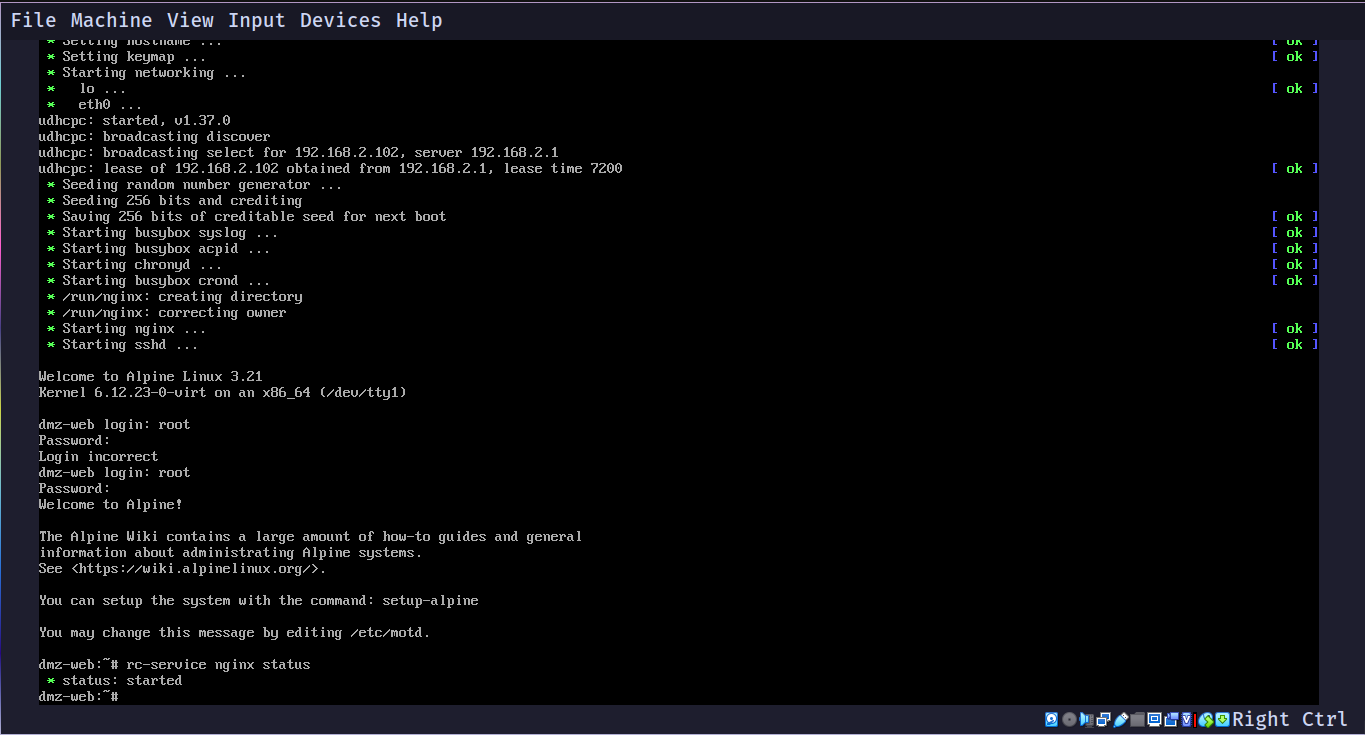 File Machine View Input Devices Help
* Setting hostname ... [ ok ]
* Setting keymap ... [ ok ]
* Starting networking ...
*   lo ... [ ok ]
*   eth0 ...
udhcpc: started, v1.37.0
udhcpc: broadcasting discover
udhcpc: broadcasting select for 192.168.2.102, server 192.168.2.1
udhcpc: lease of 192.168.2.102 obtained from 192.168.2.1, lease time 7200 [ ok ]
* Seeding random number generator ...
* Seeding 256 bits and crediting
* Saving 256 bits of creditable seed for next boot [ ok ]
* Starting busybox syslog ... [ ok ]
* Starting busybox acpid ... [ ok ]
* Starting chronyd ... [ ok ]
* Starting busybox crond ... [ ok ]
* /run/nginx: creating directory
* /run/nginx: correcting owner
* Starting nginx ... [ ok ]
* Starting sshd ... [ ok ]
Welcome to Alpine Linux 3.21
Kernel 6.12.23-0-virt on an x86_64 (/dev/tty1)
dmz-web login: root
Password:
Login incorrect
dmz-web login: root
Password:
Welcome to Alpine!
The Alpine Wiki contains a large amount of how-to guides and general
information about administrating Alpine systems.
See <https://wiki.alpinelinux.org/>.
You can setup the system with the command: setup-alpine
You may change this message by editing /etc/motd.
dmz-web:~# rc-service nginx status
* status: started
dmz-web:~#
Right Ctrl